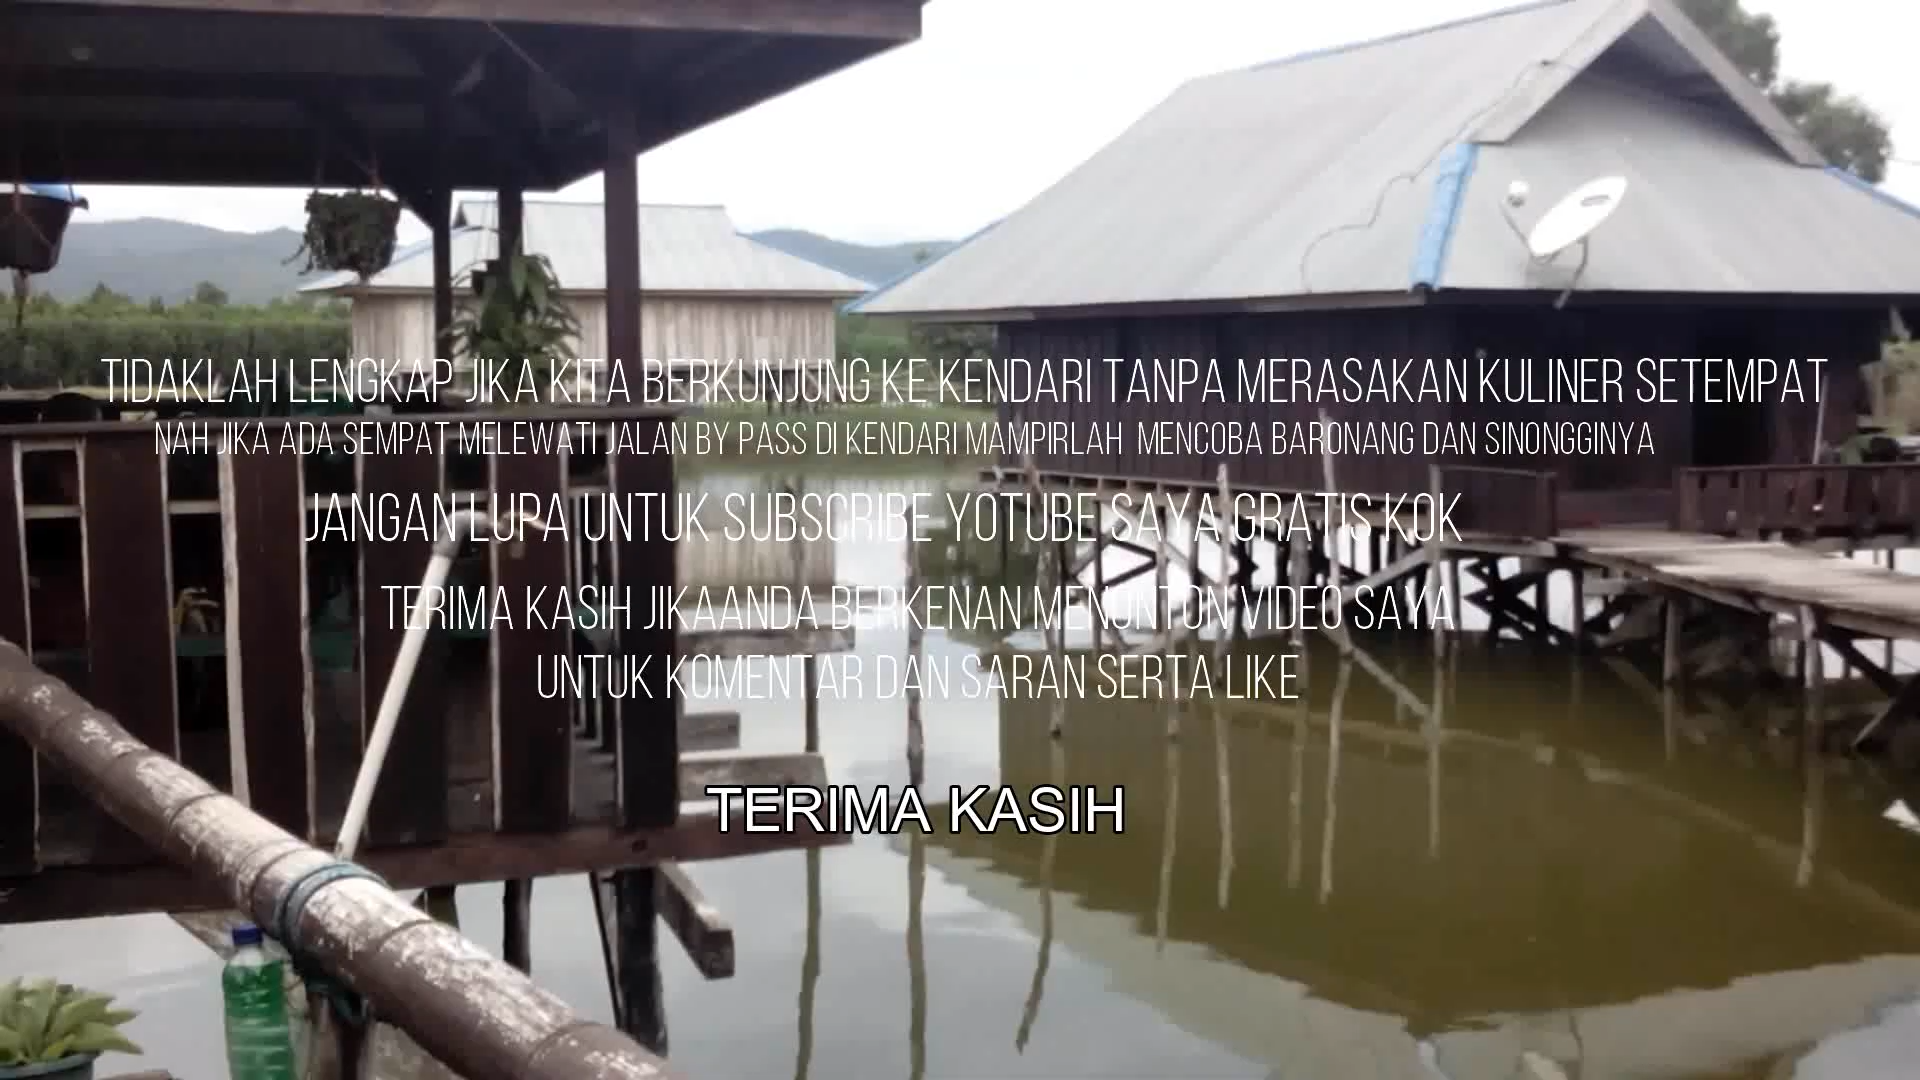 TIDAKLAH LENGKAP JIKA KITA BERKUNJUNG KE KENDARI TANPA MERASAKAN KULINER SETEMPAT
NAH JIKA ADA SEMPAT MELEWATI JALAN BY PASS DI KENDARI MAMPIRLAH MENCOBA BARONANG DAN SINONGGINYA
JANGAN LUPA UNTUK SUBSCRIBE YOTUBE SAYA GRATIS KOK
TERIMA KASIH JIKAANDA BERKENAN MENUNTON VIDEO SAYA
UNTUK KOMENTAR DAN SARAN SERTA LIKE
TERIMA KASIH